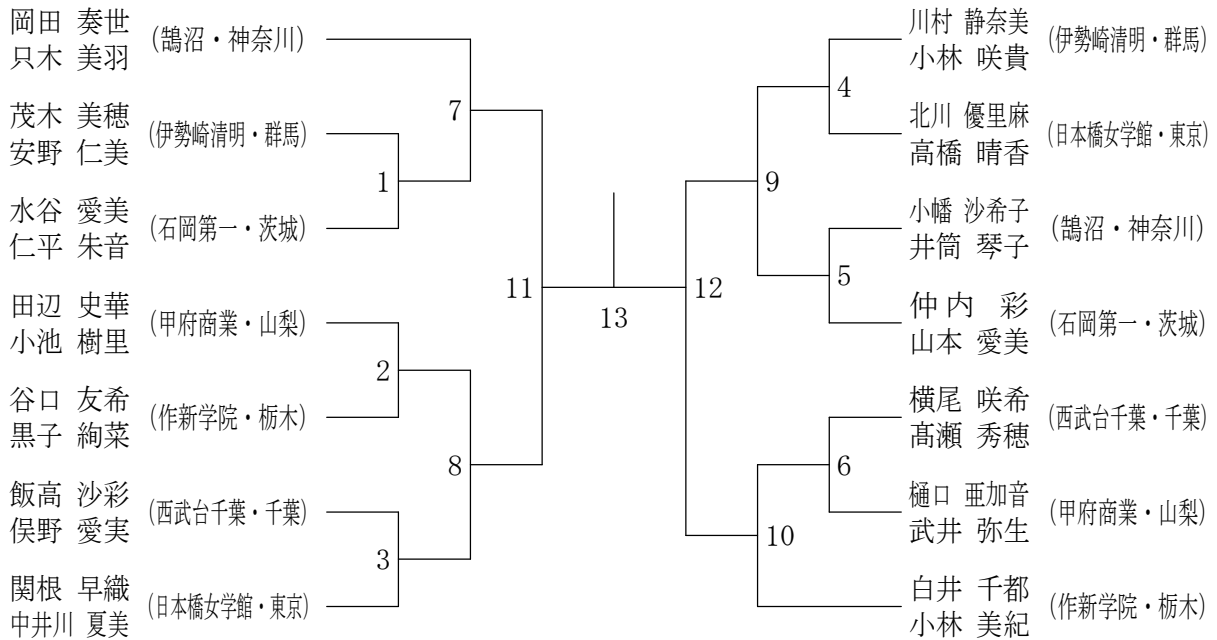 岡田 奏世
只木 美羽
(鵠沼・神奈川)
茂木 美穂
安野 仁美
(伊勢崎清明・群馬)
水谷 愛美
仁平 朱音
(石岡第一・茨城)
田辺 史華
小池 樹里
(甲府商業・山梨)
谷口 友希
黒子 絢菜
(作新学院・栃木)
飯高 沙彩
俣野 愛実
(西武台千葉・千葉)
関根 早織
中井川 夏美
(日本橋女学館・東京)
7
1
2
8
3
11
13
12
4
9
5
6
10
川村 静奈美
小林 咲貴
(伊勢崎清明・群馬)
北川 優里麻
高橋 晴香
(日本橋女学館・東京)
小幡 沙希子
井筒 琴子
(鵠沼・神奈川)
仲内 彩
山本 愛美
(石岡第一・茨城)
横尾 咲希
髙瀬 秀穂
(西武台千葉・千葉)
樋口 亜加音
武井 弥生
(甲府商業・山梨)
白井 千都
小林 美紀
(作新学院・栃木)